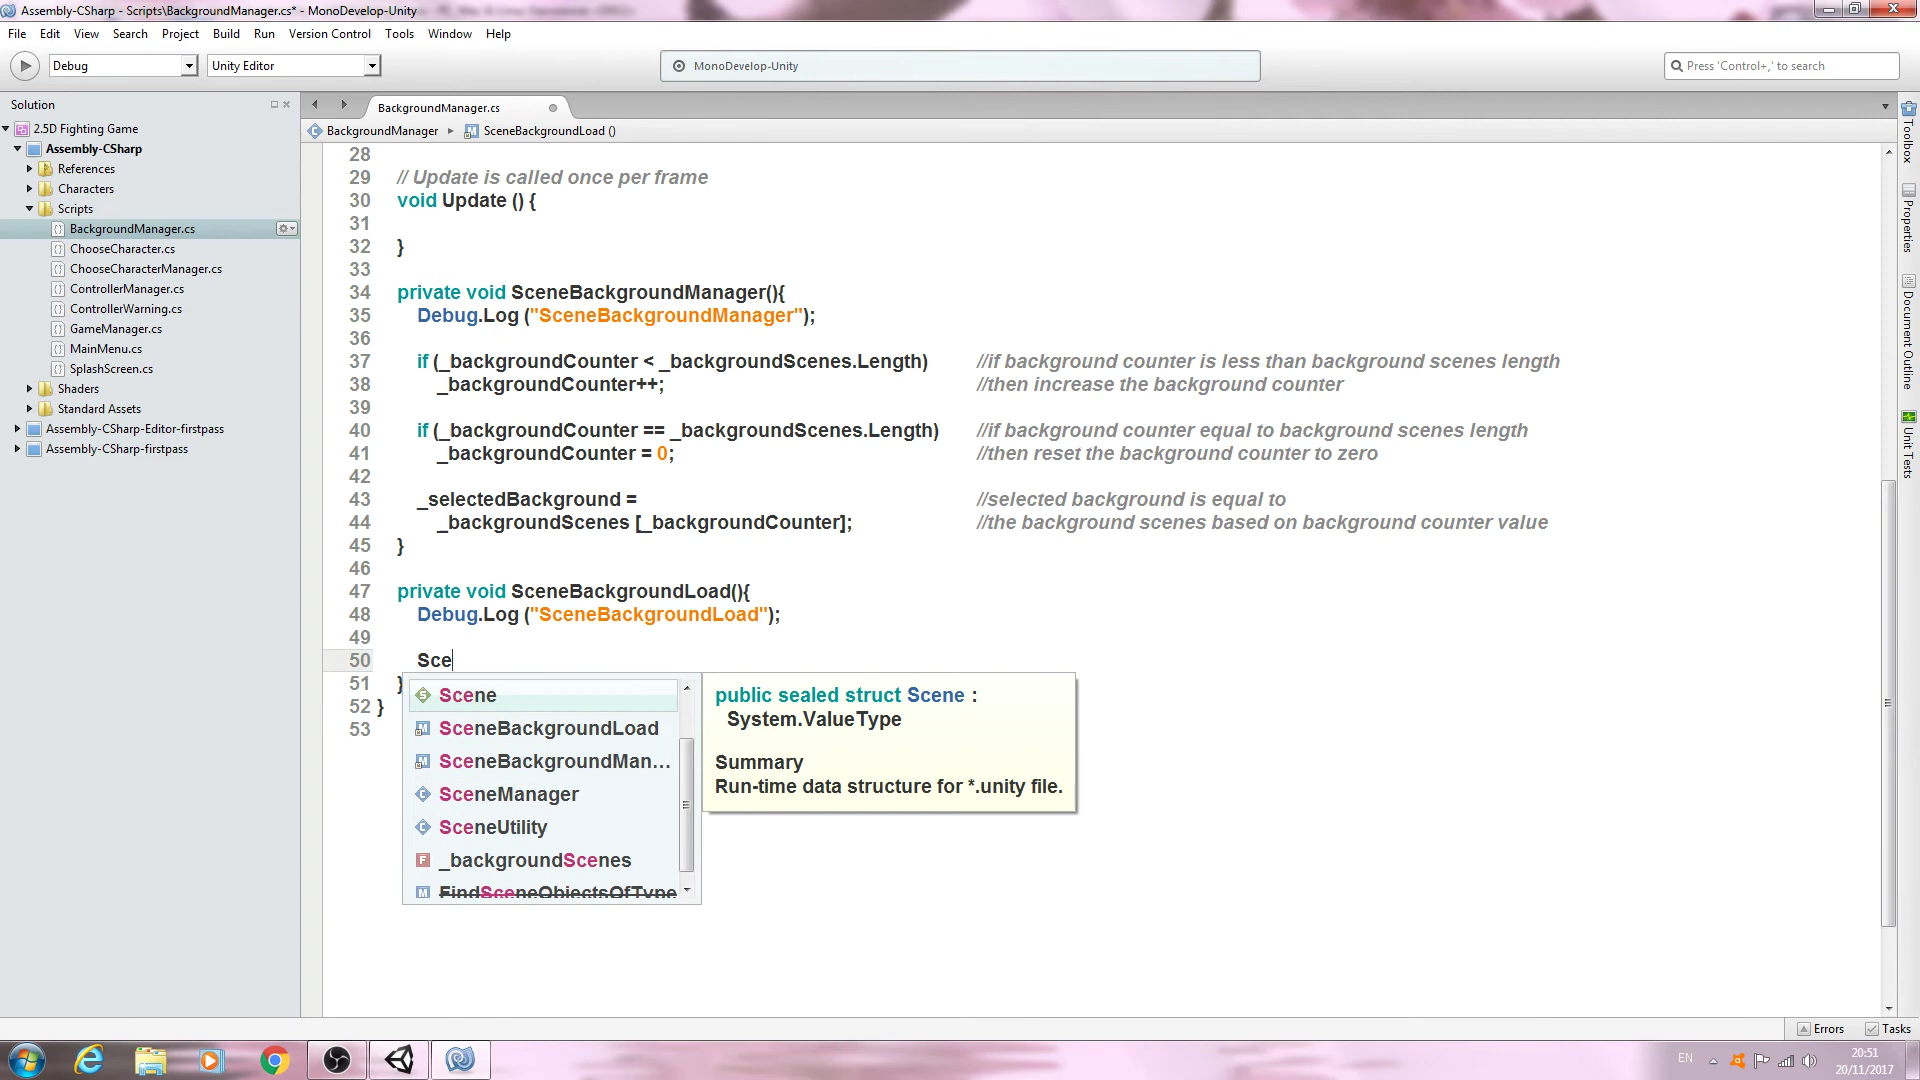 Assembly-CSharp - Scripts\BackgroundManager.cs* - MonoDevelop-Unity
File Edit View Search Project Build Run Version Control Tools Window Help
Debug Unity Editor MonoDevelop-Unity Press 'Control+,' to search
Solution
2.5D Fighting Game
Assembly-CSharp
References
Characters
Scripts
BackgroundManager.cs
ChooseCharacter.cs
ChooseCharacterManager.cs
ControllerManager.cs
ControllerWarning.cs
GameManager.cs
MainMenu.cs
SplashScreen.cs
Shaders
Standard Assets
Assembly-CSharp-Editor-firstpass
Assembly-CSharp-firstpass
BackgroundManager.cs
BackgroundManager SceneBackgroundLoad ()
28
29 // Update is called once per frame
30 void Update () {
31
32 }
33
34 private void SceneBackgroundManager(){
35 Debug.Log ("SceneBackgroundManager");
36
37 if (_backgroundCounter < _backgroundScenes.Length) //if background counter is less than background scenes length
38 _backgroundCounter++; //then increase the background counter
39
40 if (_backgroundCounter == _backgroundScenes.Length) //if background counter equal to background scenes length
41 _backgroundCounter = 0; //then reset the background counter to zero
42
43 _selectedBackground = //selected background is equal to
44 _backgroundScenes [_backgroundCounter]; //the background scenes based on background counter value
45 }
46
47 private void SceneBackgroundLoad(){
48 Debug.Log ("SceneBackgroundLoad");
49
50 Sce
51 }
52 }
53
Scene
SceneBackgroundLoad
SceneBackgroundMan...
SceneManager
SceneUtility
_backgroundScenes
FindSceneObjectsOfType
public sealed struct Scene :
System.ValueType
Summary
Run-time data structure for *.unity file.
Toolbox
Properties
Document Outline
Unit Tests
Errors Tasks
EN
20:51
20/11/2017